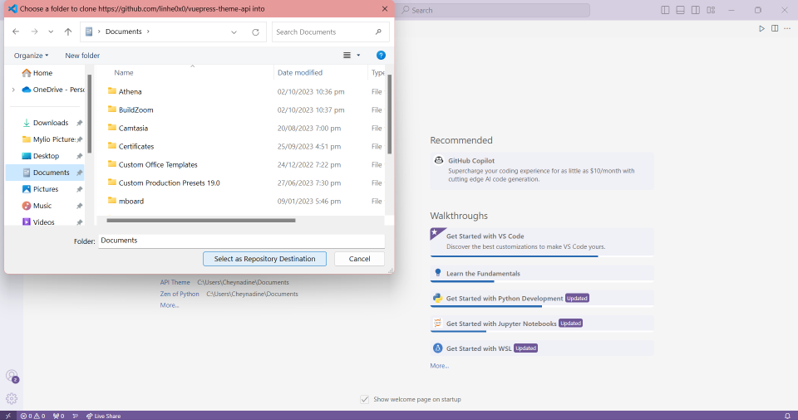 Choose a folder to clone https://github.com/linhe0x0/vuepress-theme-api into
Search
Documents
Search Documents
Organize
New folder
Home
OneDrive - Pers
Downloads
Mylio Pictures
Desktop
Documents
Pictures
Music
Videos
Name Date modified Type
Athena 02/10/2023 10:36 pm File
BuildZoom 02/10/2023 10:37 pm File
Camtasia 20/08/2023 7:00 pm File
Certificates 25/09/2023 4:51 pm File
Custom Office Templates 24/12/2022 7:22 pm File
Custom Production Presets 19.0 27/06/2023 7:30 pm File
mboard 09/01/2023 5:46 pm File
Folder: Documents
Select as Repository Destination Cancel
API Theme C:\Users\Cheynadine\Documents
Zen of Python C:\Users\Cheynadine\Documents
More...
Recommended
GitHub Copilot
Supercharge your coding experience for as little as $10/month with
cutting edge AI code generation.
Walkthroughs
Get Started with VS Code
Discover the best customizations to make VS Code yours.
Learn the Fundamentals
Get Started with Python Development Updated
Get Started with Jupyter Notebooks Updated
Get Started with WSL Updated
More...
Show welcome page on startup
2
0 0 0 Live Share